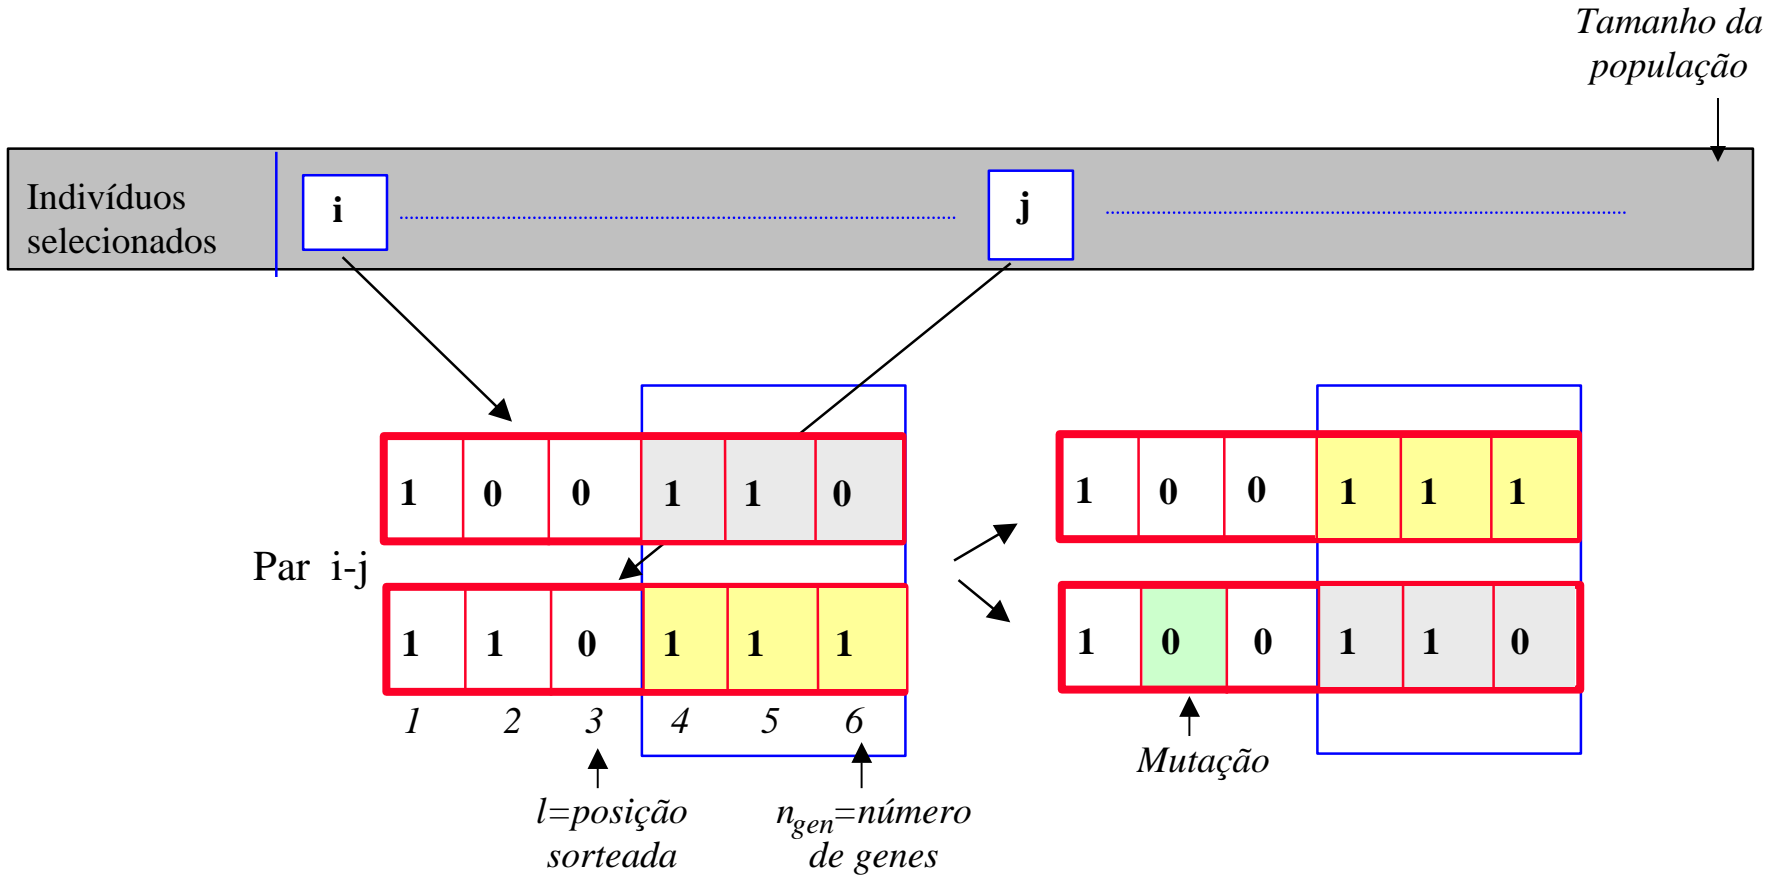 Tamanho da
população
Indivíduos
selecionados
i
j
1 0 0 1 1 0
1 0 0 1 1 1
Par i-j
1 1 0 1 1 1
1 0 0 1 1 0
1 2 3 4 5 6
Mutação
l=posição
sorteada
n_gen=número
de genes